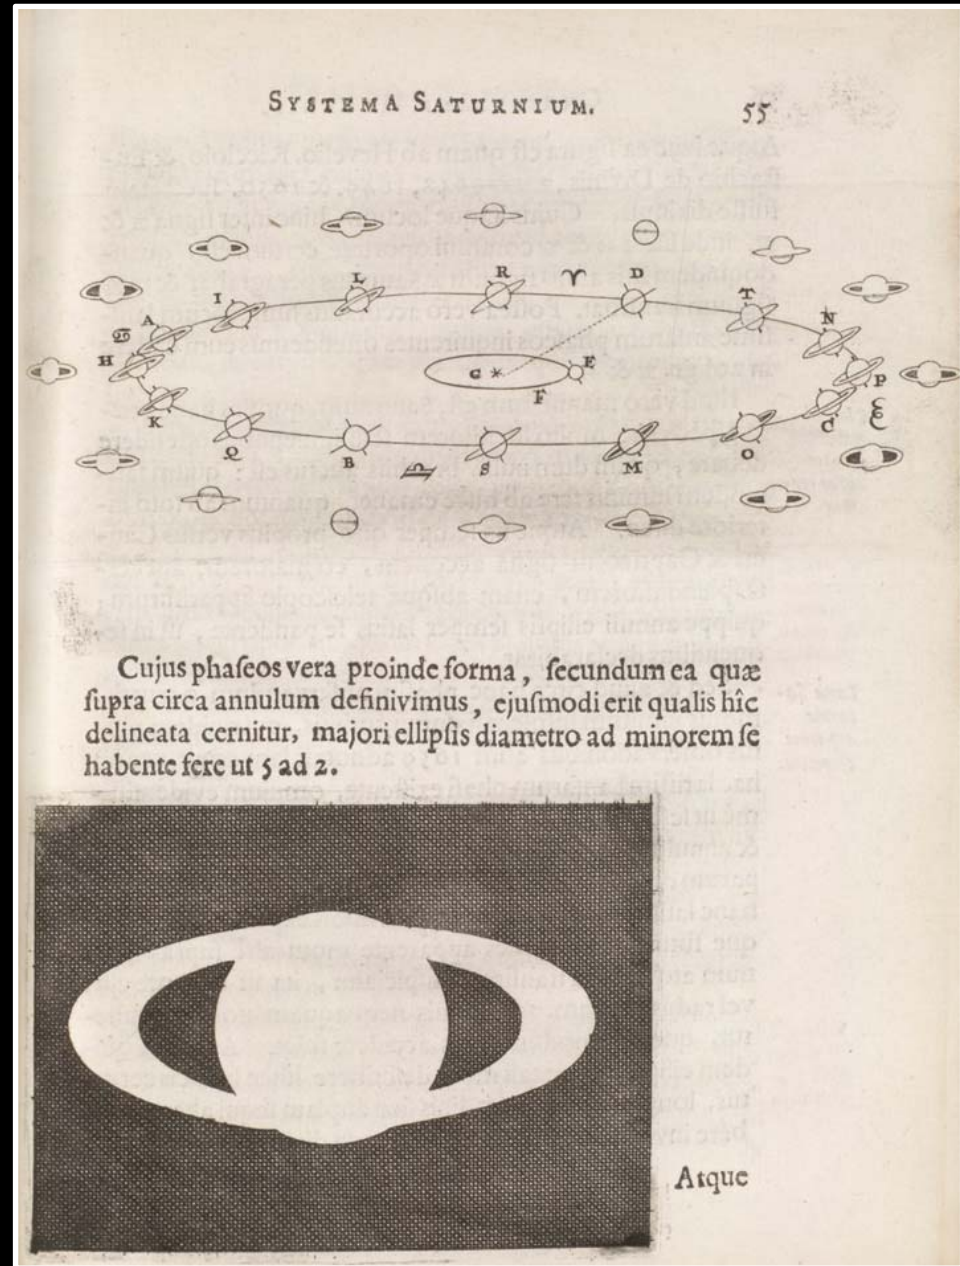 SYSTEMA SATURNIUM. 55
R
♈
D
L
T
I
N
A
♋
H
G
E
P
F
K
C
♑
Q
B
♎
S
M
O
Cujus phaſeos vera proinde forma, ſecundum ea quæ
ſupra circa annulum definivimus, ejuſmodi erit qualis hîc
delineata cernitur, majori ellipſis diametro ad minorem ſe
habente fere ut 5 ad 2.
Atque